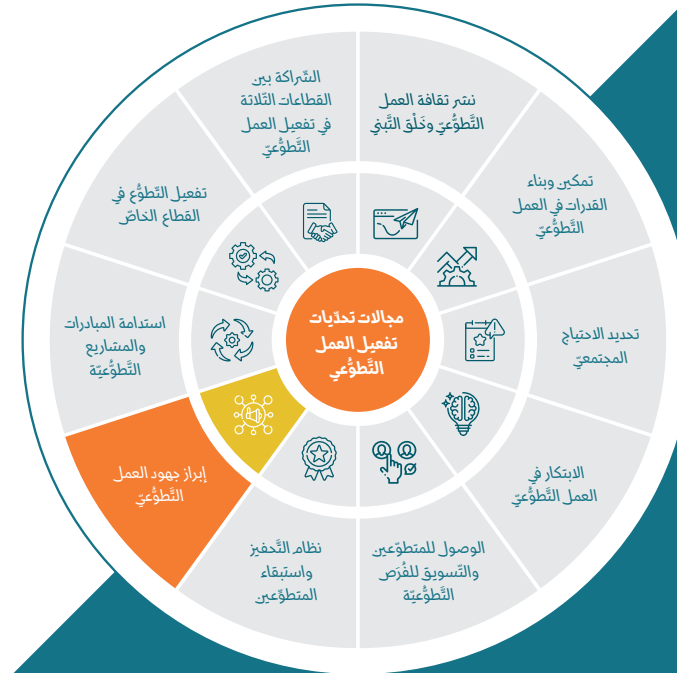 مجالات تحدّيات
تفعيل العمل
التَّطوُّعي
نشر ثقافة العمل
التَّطوُّعيّ وخَلْق التَّبني
تمكين وبناء
القدرات في العمل
التَّطوُّعيّ
تحديد الاحتياج
المجتمعيّ
الابتكار في
العمل التَّطوُّعيّ
الوصول للمتطوّعين
والتّسويق للفُرَص
التَّطوُّعيّة
نظام التَّحفيز
واستبقاء
المتطوِّعين
إبراز جهود العمل
التَّطوُّعيّ
استدامة المبادرات
والمشاريع
التَّطوُّعيّة
تفعيل التّطوُّع في
القطاع الخاصّ
الشّراكة بين
القطاعات الثّلاثة
في تفعيل العمل
التَّطوُّعيّ